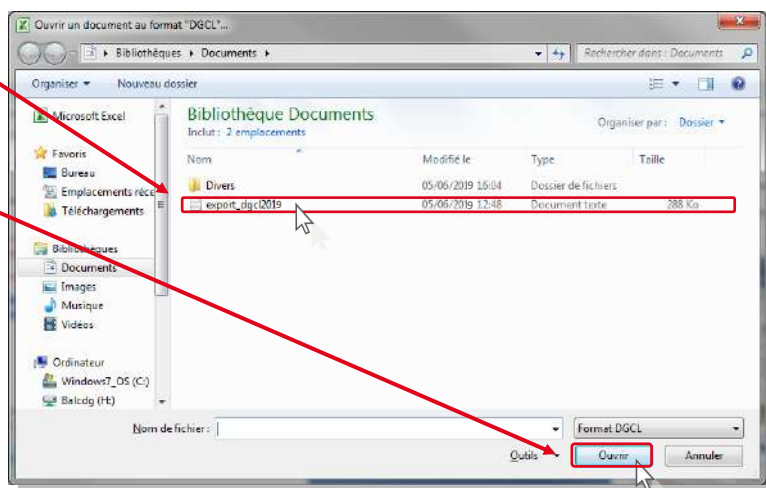 Ouvrir un document au format "DGCL"...
Bibliothèques Documents
Rechercher dans : Documents
Organiser Nouveau dossier
Microsoft Excel
Favoris
Bureau
Emplacements réce
Téléchargements
Bibliothèques
Documents
Images
Musique
Vidéos
Ordinateur
Windows7_OS (C:)
Balcdg (H:)
Bibliothèque Documents
Inclut : 2 emplacements
Organiser par : Dossier
Nom Modifié le Type Taille
Divers 05/06/2019 16:04 Dossier de fichiers
export_dgcl2019 05/06/2019 12:48 Document texte 288 Ko
Nom de fichier : Format DGCL
Outils Ouvrir Annuler